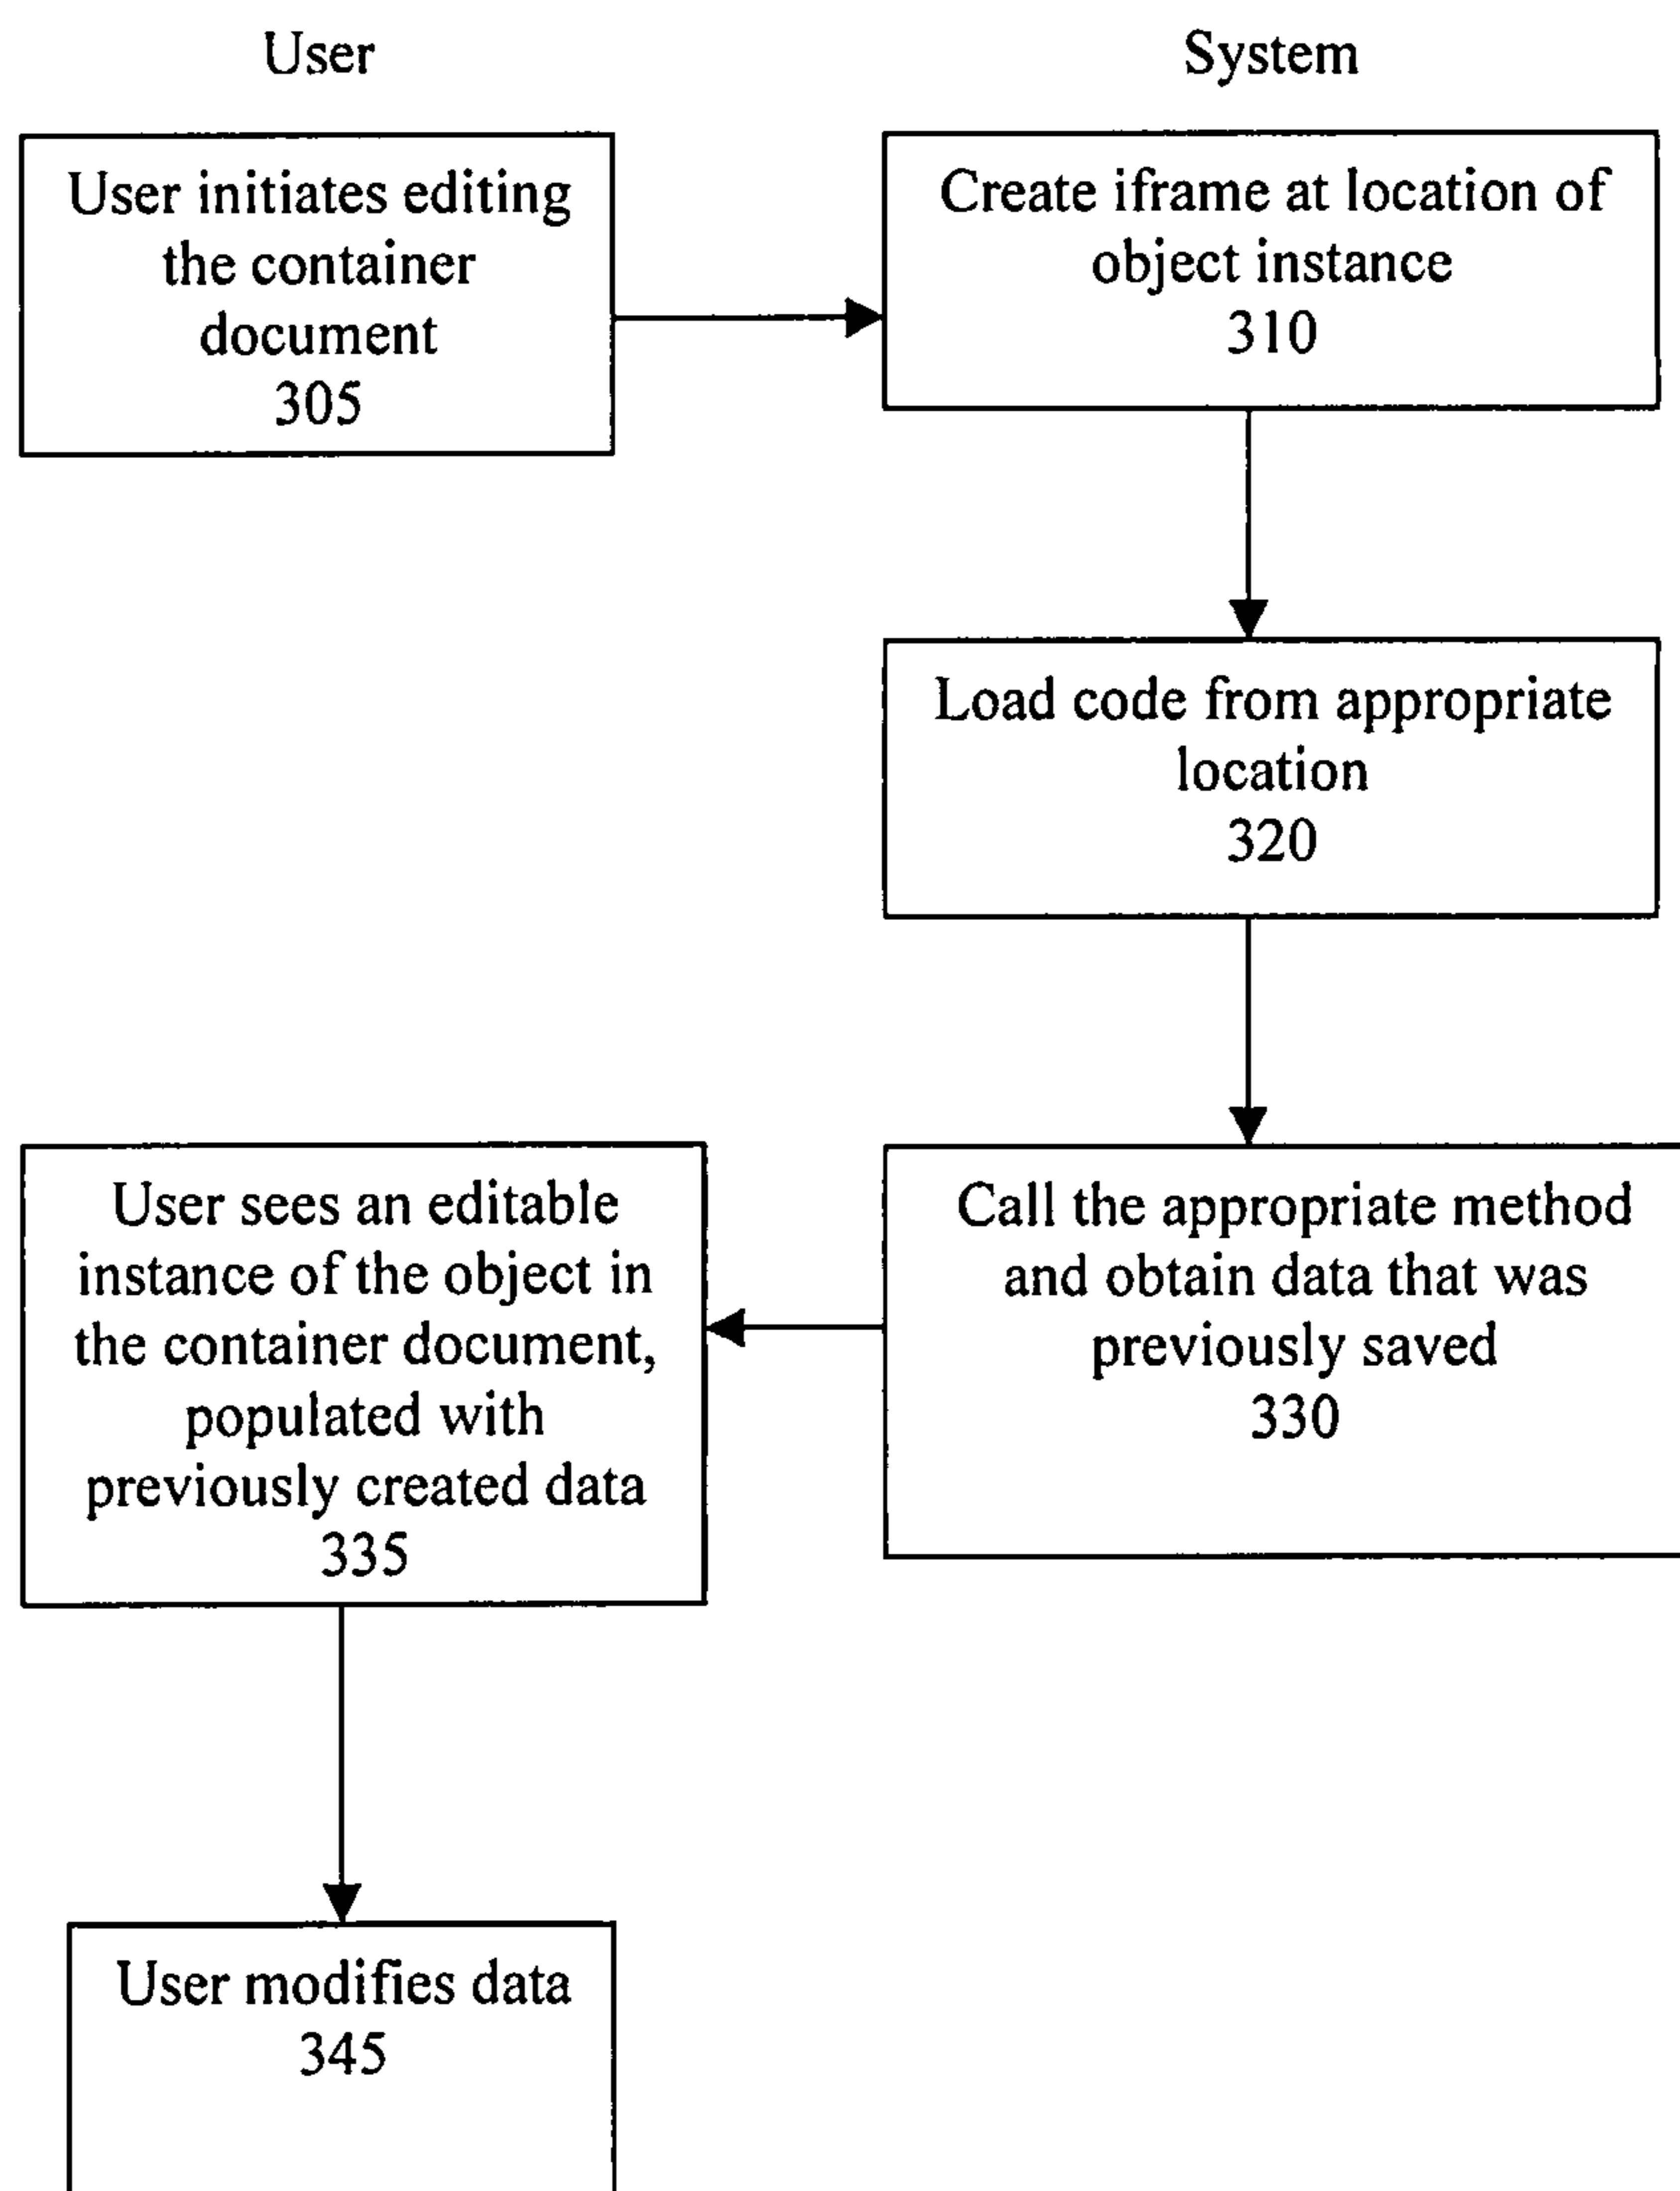 User
System
User initiates editing
the container
document
305
Create iframe at location of
object instance
310
Load code from appropriate
location
320
Call the appropriate method
and obtain data that was
previously saved
330
User sees an editable
instance of the object in
the container document,
populated with
previously created data
335
User modifies data
345